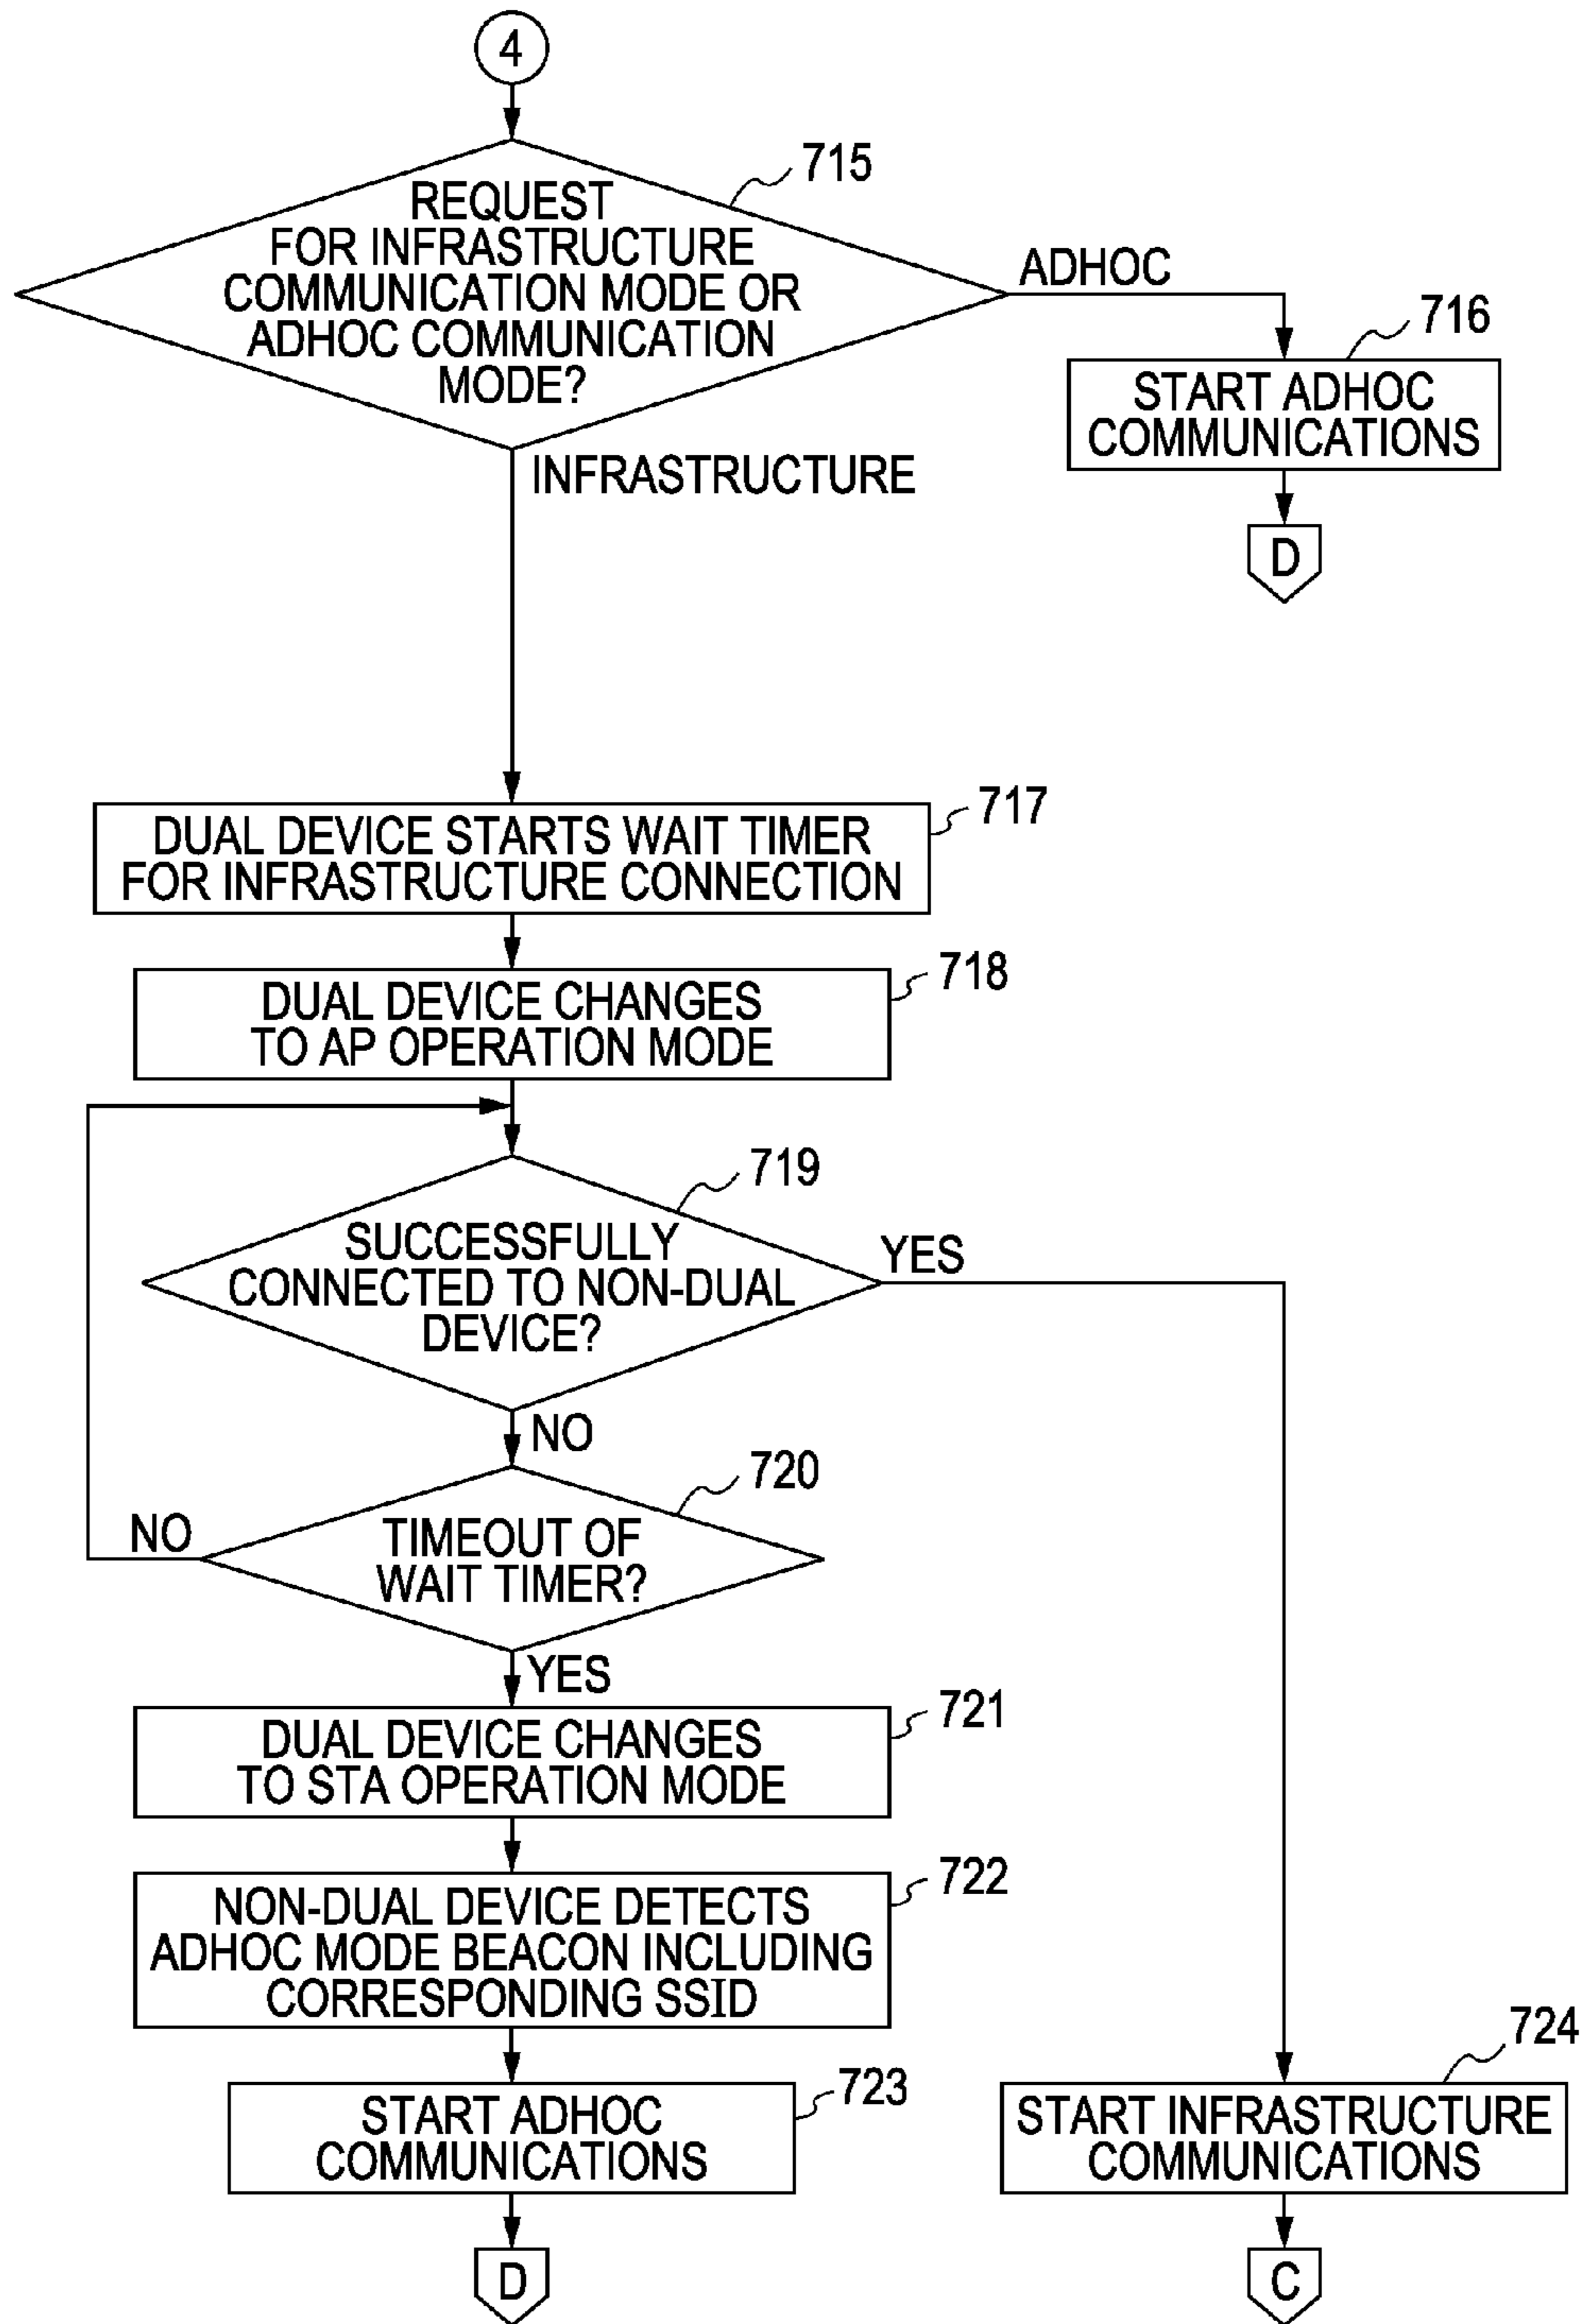 4
715
REQUEST
FOR INFRASTRUCTURE
COMMUNICATION MODE OR
ADHOC COMMUNICATION
MODE?
ADHOC
716
START ADHOC
COMMUNICATIONS
D
INFRASTRUCTURE
717
DUAL DEVICE STARTS WAIT TIMER
FOR INFRASTRUCTURE CONNECTION
718
DUAL DEVICE CHANGES
TO AP OPERATION MODE
719
SUCCESSFULLY
CONNECTED TO NON-DUAL
DEVICE?
YES
NO
720
TIMEOUT OF
WAIT TIMER?
NO
YES
721
DUAL DEVICE CHANGES
TO STA OPERATION MODE
722
NON-DUAL DEVICE DETECTS
ADHOC MODE BEACON INCLUDING
CORRESPONDING SSID
723
START ADHOC
COMMUNICATIONS
D
724
START INFRASTRUCTURE
COMMUNICATIONS
C